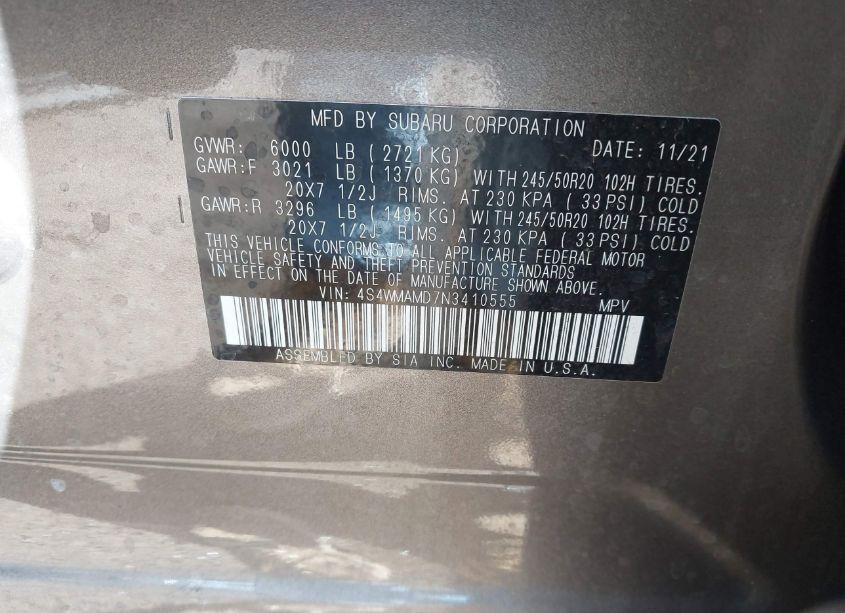 MFD BY SUBARU CORPORATION
GVWR: 6000 LB ( 2721 KG) DATE: 11/21
GAWR:F 3021 LB ( 1370 KG) WITH 245/50R20 102H TIRES.
20X7 1/2J RIMS. AT 230 KPA ( 33 PSI) COLD
GAWR:R 3296 LB ( 1495 KG) WITH 245/50R20 102H TIRES.
20X7 1/2J RIMS. AT 230 KPA ( 33 PSI) COLD
THIS VEHICLE CONFORMS TO ALL APPLICABLE FEDERAL MOTOR
VEHICLE SAFETY AND THEFT PREVENTION STANDARDS
IN EFFECT ON THE DATE OF MANUFACTURE SHOWN ABOVE.
VIN: 4S4WMAMD7N3410555 MPV
ASSEMBLED BY SIA INC. MADE IN U.S.A.